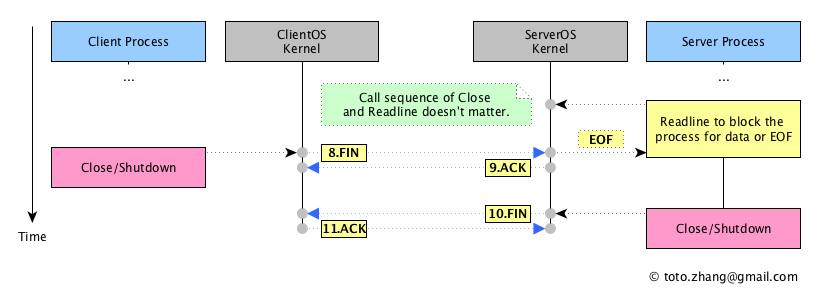 Client Process
ClientOS
Kernel
ServerOS
Kernel
Server Process
...
...
Call sequence of Close
and Readline doesn't matter.
Readline to block the
process for data or EOF
EOF
8.FIN
Close/Shutdown
9.ACK
10.FIN
11.ACK
Close/Shutdown
Time
© toto.zhang@gmail.com